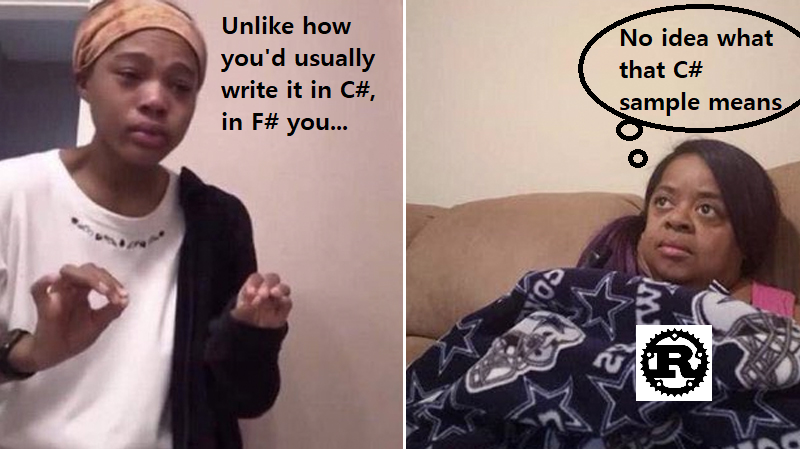 Unlike how
you'd usually
write it in C#,
in F# you...
No idea what
that C#
sample means
R